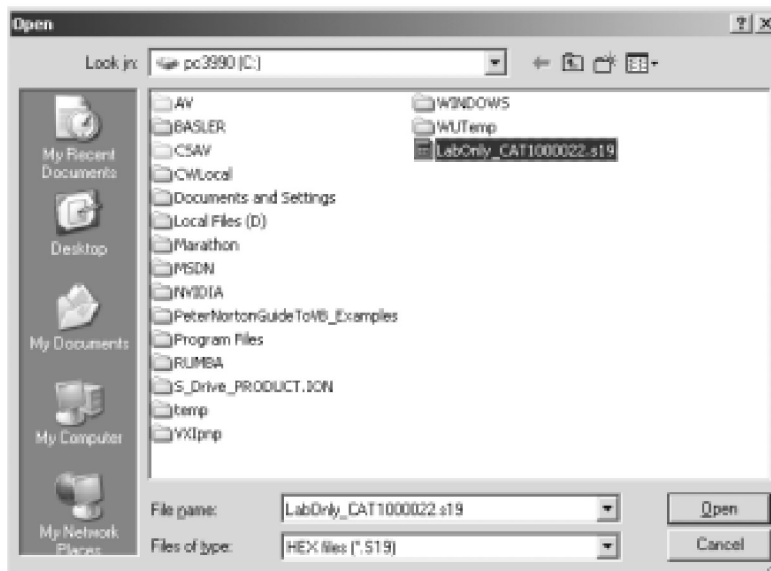 Open
Look in: pc3990 (C:)
My Recent
Documents
Desktop
My Documents
My Computer
My Network
Places
AV
BASLER
CSAV
CWLocal
Documents and Settings
Local Files (D)
Marathon
MSDN
NVIDIA
PeterNortonGuideToVB_Examples
Program Files
RUMBA
S_Drive_PRODUCT.ION
temp
VXIpnp
WINDOWS
WUTemp
LabOnly_CAT1000022.s19
File name: LabOnly_CAT1000022.s19
Open
Files of type: HEX files (*.S19)
Cancel